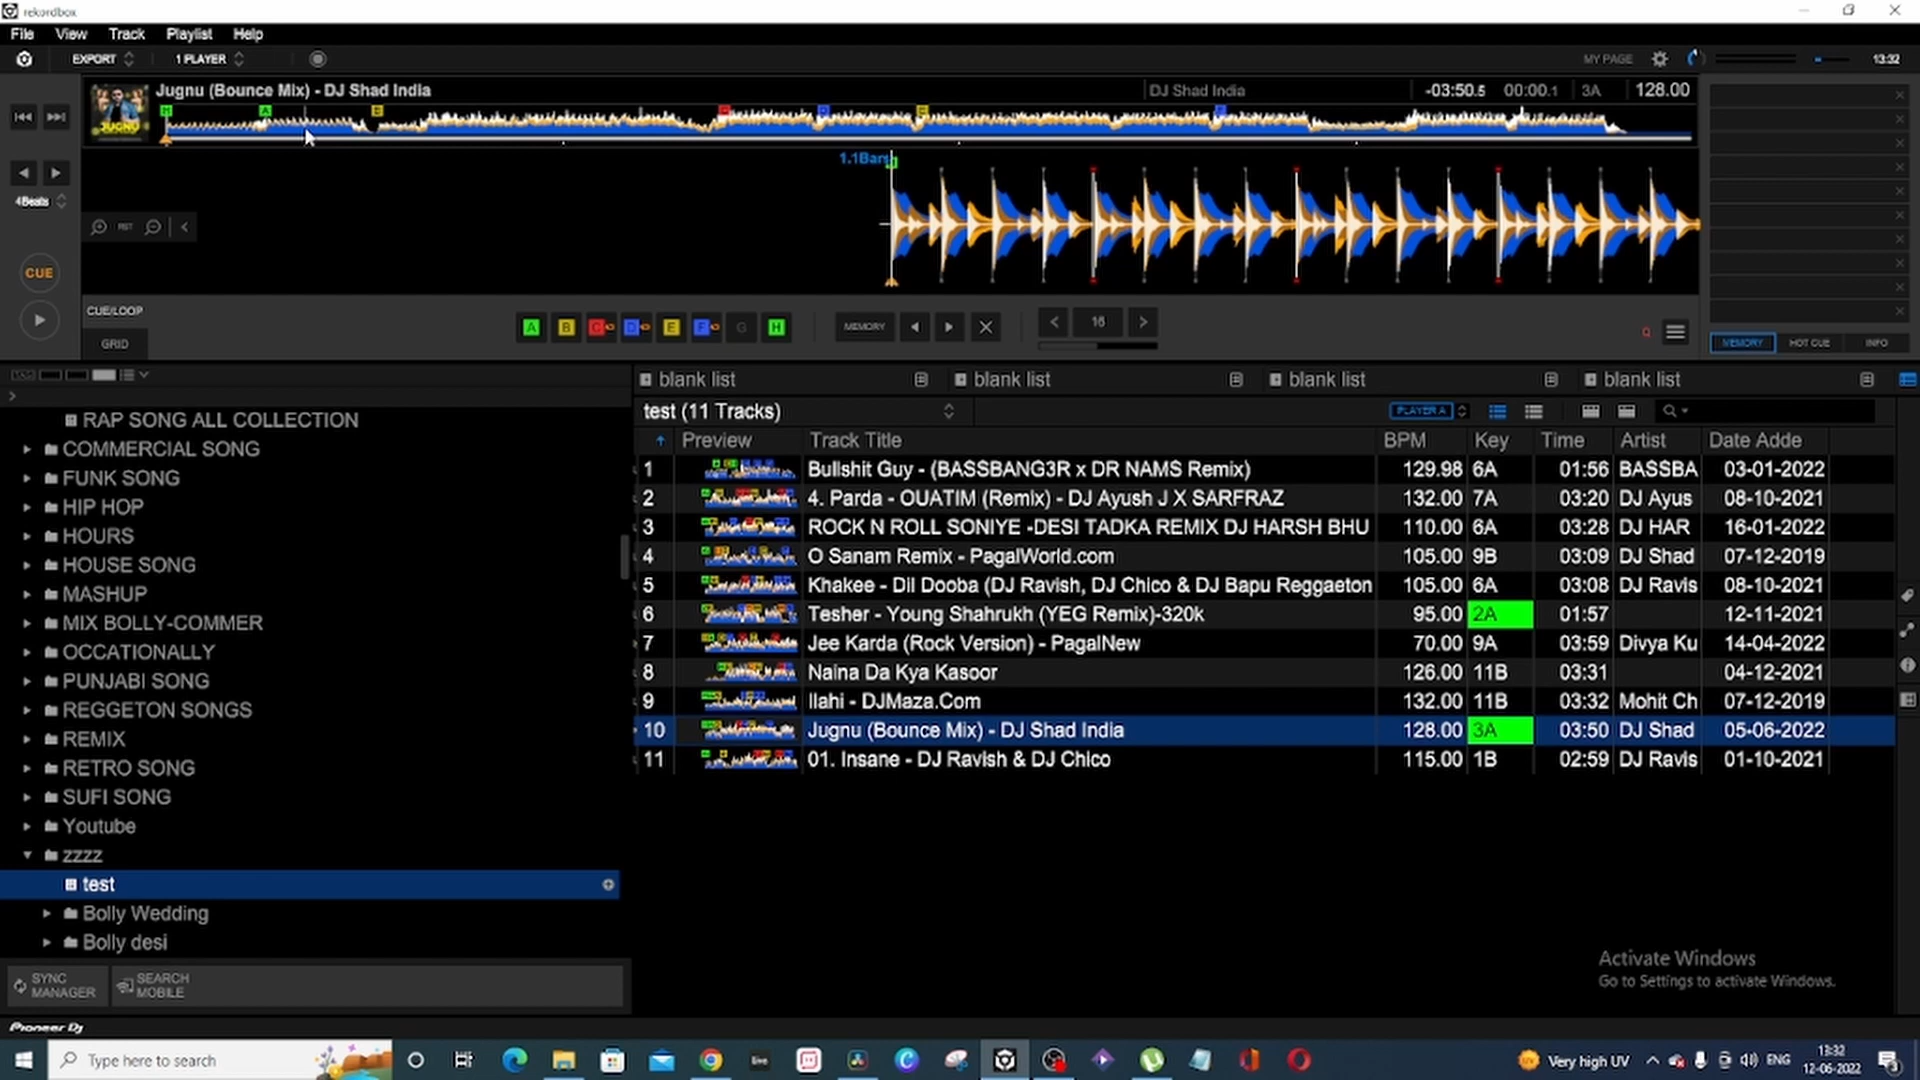 rekordbox
File View Track Playlist Help
EXPORT 1 PLAYER MY PAGE 13:32
Jugnu (Bounce Mix) - DJ Shad India DJ Shad India -03:50.5 00:00.1 3A 128.00
JUGNU
1.1Bars
4Beats
RST
CUE
CUE/LOOP
GRID
A B C D E F G H MEMORY 16
MEMORY HOT CUE INFO
blank list blank list blank list blank list
test (11 Tracks) PLAYER A
Preview Track Title BPM Key Time Artist Date Adde
1 Bullshit Guy - (BASSBANG3R x DR NAMS Remix) 129.98 6A 01:56 BASSBA 03-01-2022
2 4. Parda - OUATIM (Remix) - DJ Ayush J X SARFRAZ 132.00 7A 03:20 DJ Ayus 08-10-2021
3 ROCK N ROLL SONIYE -DESI TADKA REMIX DJ HARSH BHU 110.00 6A 03:28 DJ HAR 16-01-2022
4 O Sanam Remix - PagalWorld.com 105.00 9B 03:09 DJ Shad 07-12-2019
5 Khakee - Dil Dooba (DJ Ravish, DJ Chico & DJ Bapu Reggaeton 105.00 6A 03:08 DJ Ravis 08-10-2021
6 Tesher - Young Shahrukh (YEG Remix)-320k 95.00 2A 01:57 12-11-2021
7 Jee Karda (Rock Version) - PagalNew 70.00 9A 03:59 Divya Ku 14-04-2022
8 Naina Da Kya Kasoor 126.00 11B 03:31 04-12-2021
9 Ilahi - DJMaza.Com 132.00 11B 03:32 Mohit Ch 07-12-2019
10 Jugnu (Bounce Mix) - DJ Shad India 128.00 3A 03:50 DJ Shad 05-06-2022
11 01. Insane - DJ Ravish & DJ Chico 115.00 1B 02:59 DJ Ravis 01-10-2021
RAP SONG ALL COLLECTION
COMMERCIAL SONG
FUNK SONG
HIP HOP
HOURS
HOUSE SONG
MASHUP
MIX BOLLY-COMMER
OCCATIONALLY
PUNJABI SONG
REGGETON SONGS
REMIX
RETRO SONG
SUFI SONG
Youtube
zzzz
test
Bolly Wedding
Bolly desi
SYNC MANAGER
SEARCH MOBILE
Activate Windows
Go to Settings to activate Windows.
Pioneer Dj
Type here to search
live
Very high UV ENG
13:32
12-06-2022